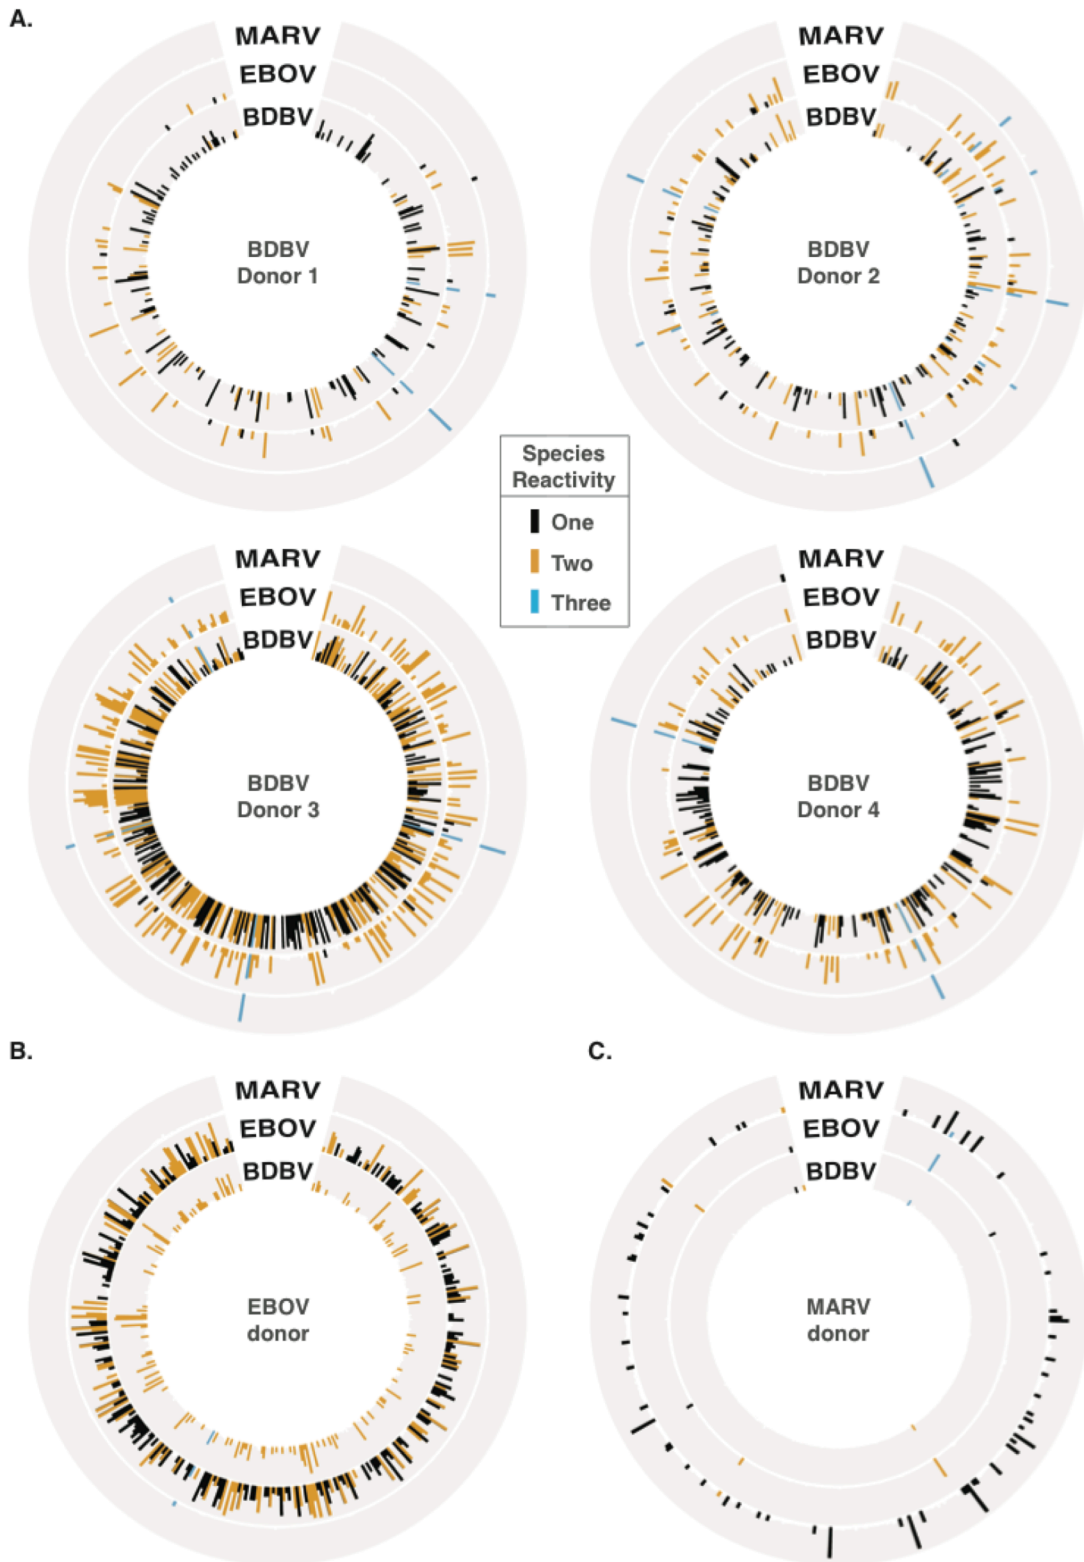 A.
MARV
EBOV
BDBV
BDBV
Donor 1
MARV
EBOV
BDBV
BDBV
Donor 2
Species
Reactivity
One
Two
Three
MARV
EBOV
BDBV
BDBV
Donor 3
MARV
EBOV
BDBV
BDBV
Donor 4
B.
MARV
EBOV
BDBV
EBOV
donor
C.
MARV
EBOV
BDBV
MARV
donor